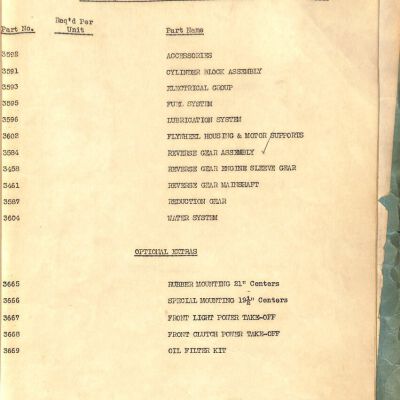 Req'd Per
Part No. Unit Part Name
3592 ACCESSORIES
3591 CYLINDER BLOCK ASSEMBLY
3593 ELECTRICAL GROUP
3595 FUEL SYSTEM
3596 LUBRICATION SYSTEM
3602 FLYWHEEL HOUSING & MOTOR SUPPORTS
3584 REVERSE GEAR ASSEMBLY
3458 REVERSE GEAR ENGINE SLEEVE GEAR
3461 REVERSE GEAR MAINSHAFT
3587 REDUCTION GEAR
3604 WATER SYSTEM
OPTIONAL EXTRAS
3665 RUBBER MOUNTING 21" Centers
3666 SPECIAL MOUNTING 19½" Centers
3667 FRONT LIGHT POWER TAKE-OFF
3668 FRONT CLUTCH POWER TAKE-OFF
3669 OIL FILTER KIT